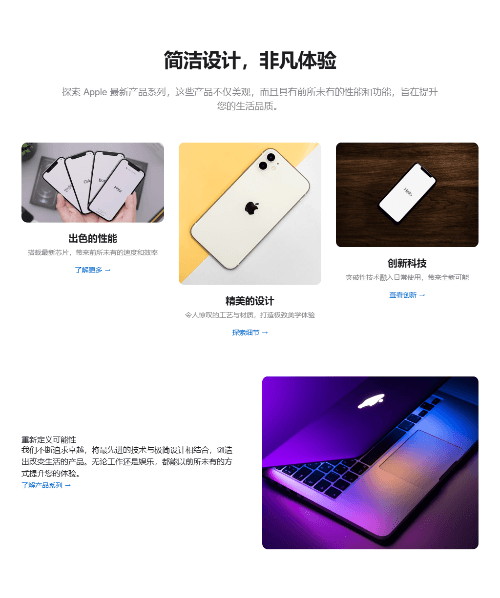 简洁设计，非凡体验
探索 Apple 最新产品系列，这些产品不仅美观，而且具有前所未有的性能和功能，旨在提升
您的生活品质。
出色的性能
搭载最新芯片，带来前所未有的速度和效率
了解更多 →
精美的设计
令人惊叹的工艺与材质，打造极致美学体验
探索细节 →
创新科技
突破性技术融入日常使用，带来全新可能
查看创新 →
重新定义可能性
我们不断追求卓越，将最先进的技术与极简设计相结合，创造
出改变生活的产品。无论工作还是娱乐，都能以前所未有的方
式提升您的体验。
了解产品系列 →